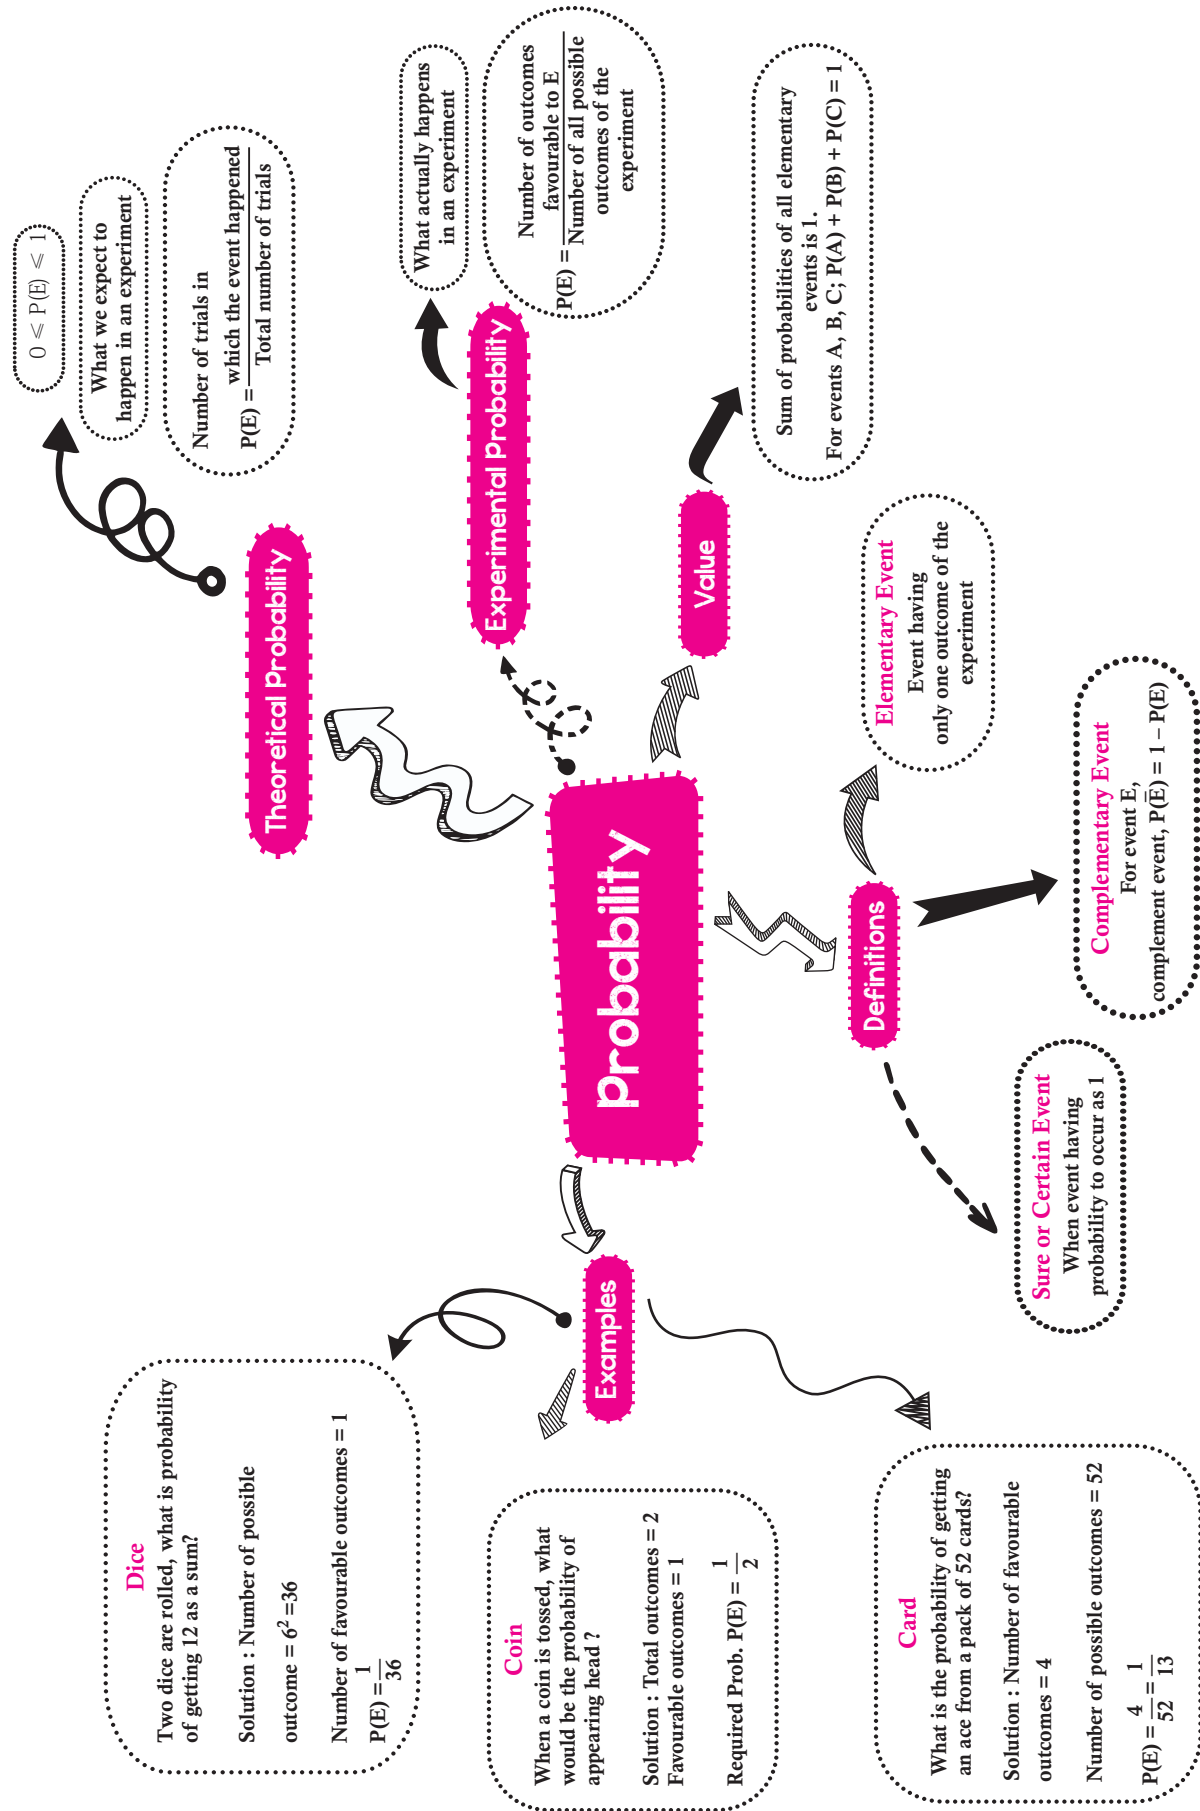 Probability
Theoretical Probability
0 ⩽ P(E) ⩽ 1
What we expect to
happen in an experiment
Number of trials in
which the event happened
P(E) =
Total number of trials
Experimental Probability
What actually happens
in an experiment
Number of outcomes
favourable to E
P(E) =
Number of all possible
outcomes of the
experiment
Value
Sum of probabilities of all elementary
events is 1.
For events A, B, C; P(A) + P(B) + P(C) = 1
Definitions
Elementary Event
Event having
only one outcome of the
experiment
Complementary Event
For event E,
complement event, P(E̅) = 1 – P(E)
Sure or Certain Event
When event having
probability to occur as 1
Examples
Dice
Two dice are rolled, what is probability
of getting 12 as a sum?
Solution : Number of possible
outcome = 6² =36
Number of favourable outcomes = 1
P(E) = 1/36
Coin
When a coin is tossed, what
would be the probability of
appearing head ?
Solution : Total outcomes = 2
Favourable outcomes = 1
Required Prob. P(E) = 1/2
Card
What is the probability of getting
an ace from a pack of 52 cards?
Solution : Number of favourable
outcomes = 4
Number of possible outcomes = 52
P(E) = 4/52 = 1/13